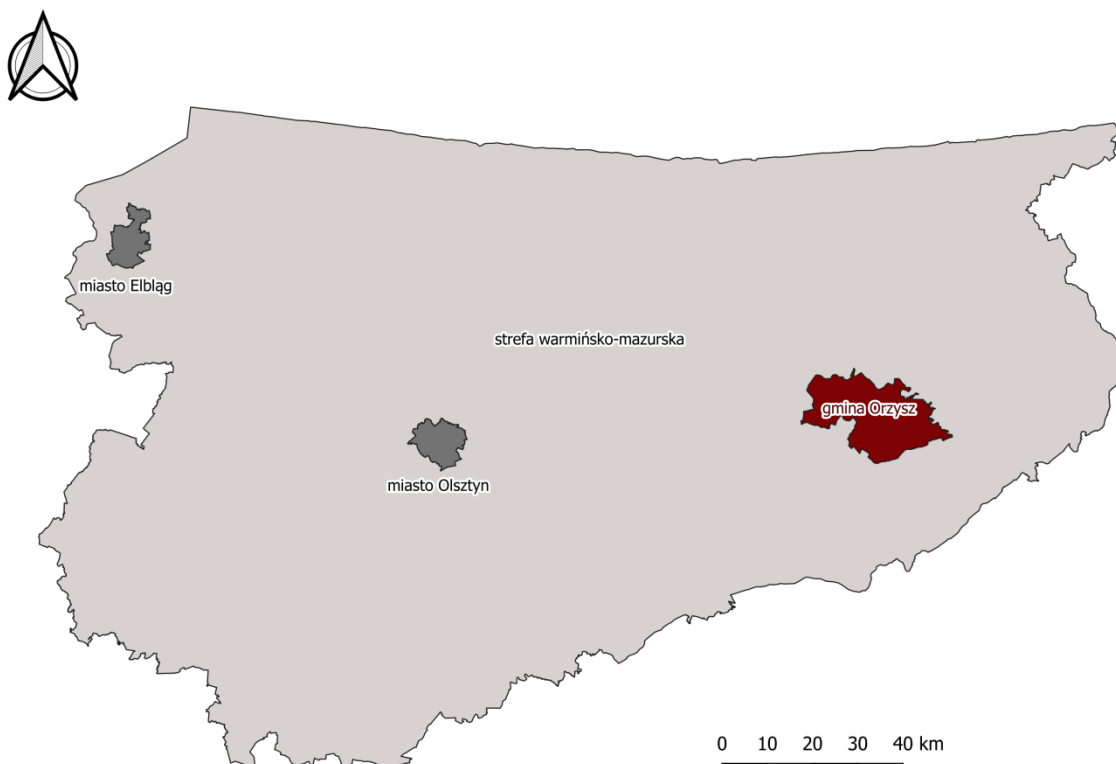 miasto Elbląg
strefa warmińsko-mazurska
gmina Orzysz
miasto Olsztyn
0 10 20 30 40 km